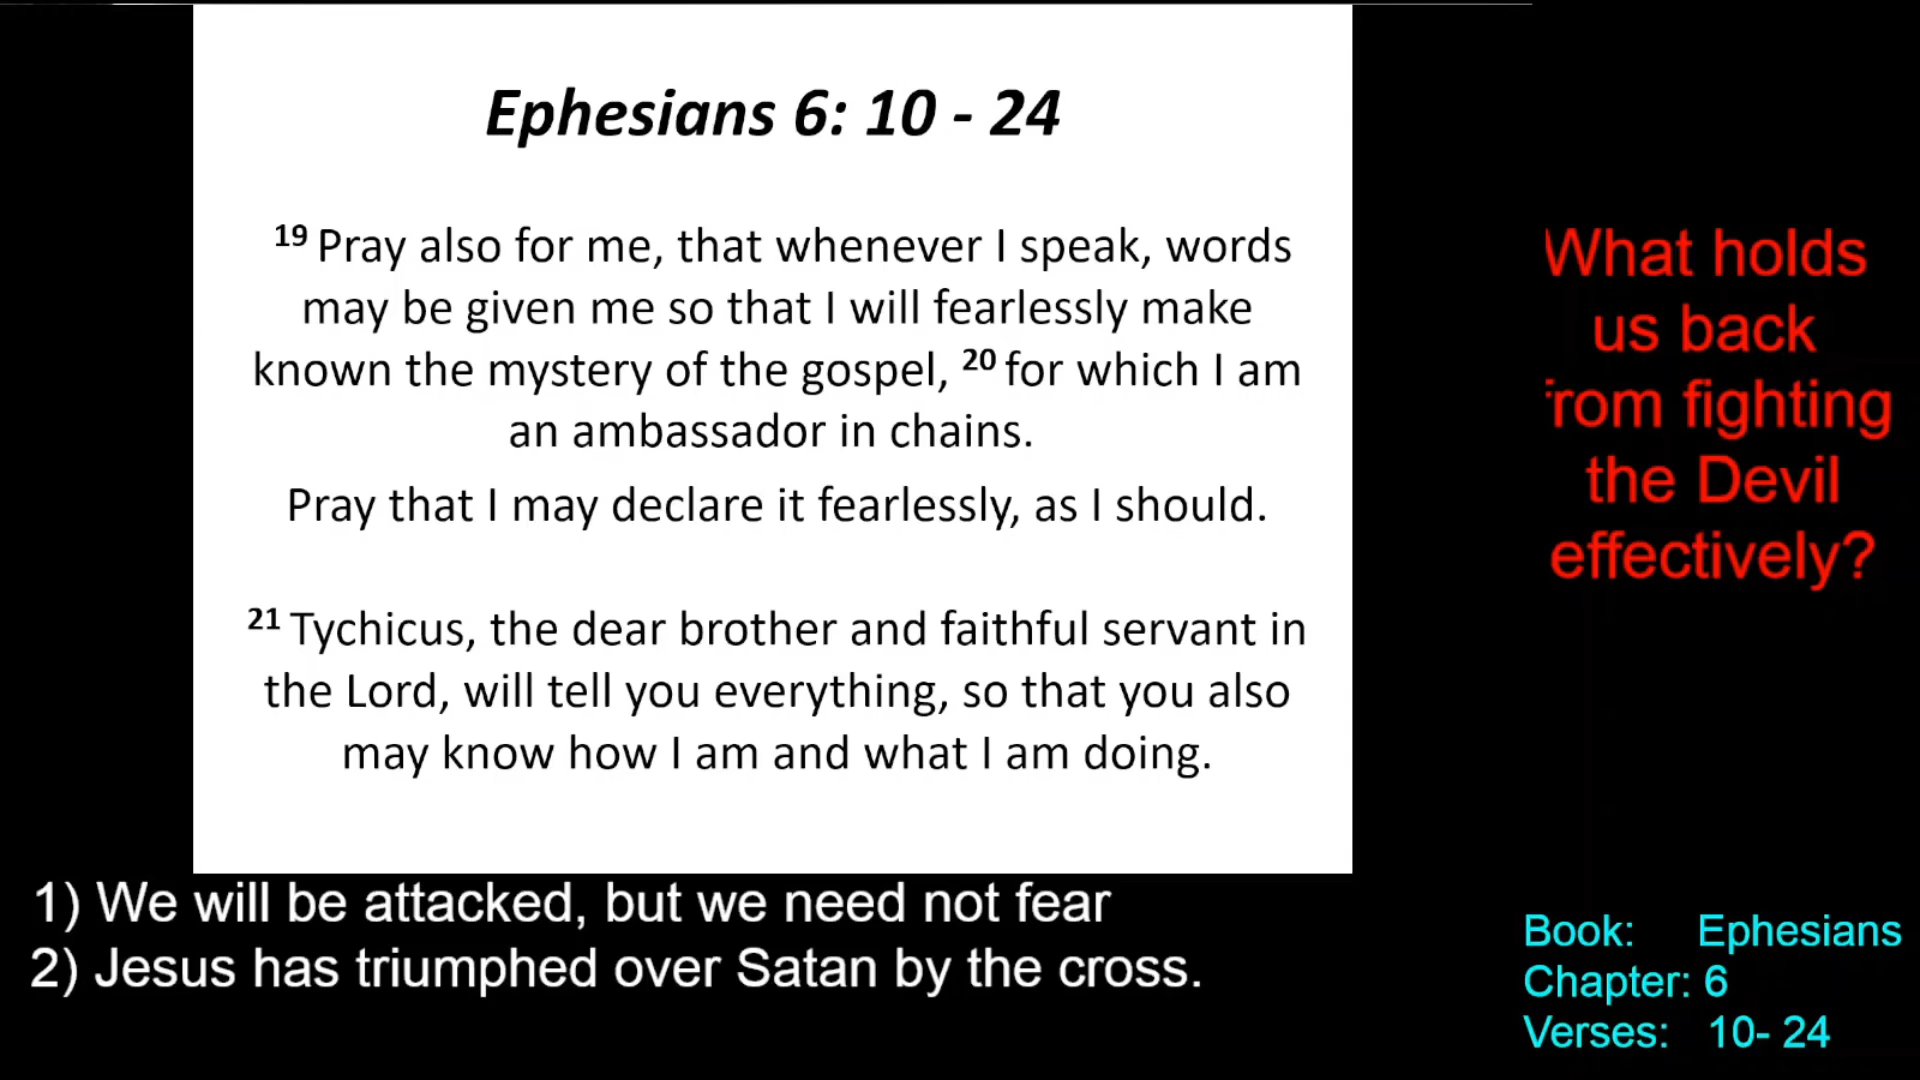 Ephesians 6: 10 - 24
19 Pray also for me, that whenever I speak, words
may be given me so that I will fearlessly make
known the mystery of the gospel, 20 for which I am
an ambassador in chains.
Pray that I may declare it fearlessly, as I should.
21 Tychicus, the dear brother and faithful servant in
the Lord, will tell you everything, so that you also
may know how I am and what I am doing.
What holds
us back
from fighting
the Devil
effectively?
1) We will be attacked, but we need not fear
2) Jesus has triumphed over Satan by the cross.
Book: Ephesians
Chapter: 6
Verses: 10- 24